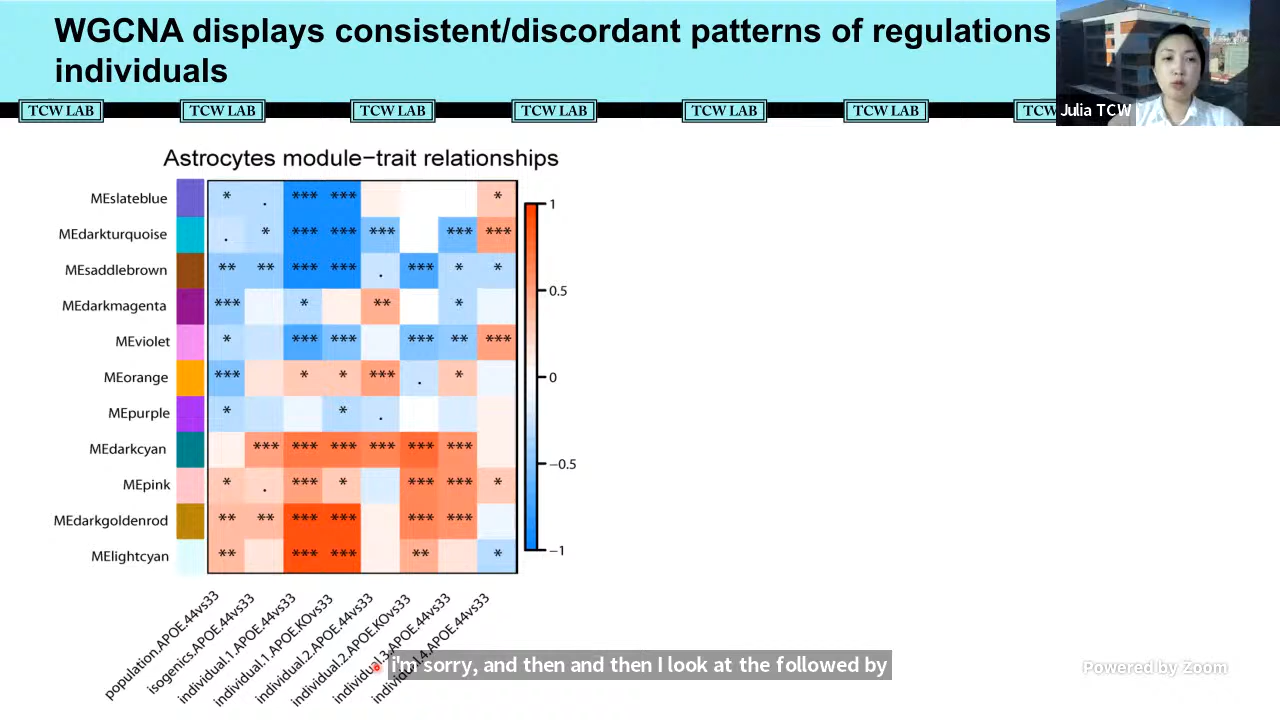 WGCNA displays consistent/discordant patterns of regulations
individuals
TCW LAB TCW LAB TCW LAB TCW LAB TCW LAB TCW LAB TCW
Julia TCW
Astrocytes module-trait relationships
MEslateblue * . *** *** *
MEdarkturquoise . * *** *** *** *** ***
MEsaddlebrown ** ** *** *** . *** * *
MEdarkmagenta *** * ** *
MEviolet * *** *** *** ** ***
MEorange *** * * *** . *
MEpurple * * .
MEdarkcyan *** *** *** *** *** ***
MEpink * . *** * *** *** *
MEdarkgoldenrod ** ** *** *** *** ***
MElightcyan ** *** *** ** *
1
0.5
0
−0.5
−1
population.APOE.44vs33
isogenics.APOE.44vs33
individual.1.APOE.44vs33
individual.1.APOE.KOvs33
individual.2.APOE.44vs33
individual.2.APOE.KOvs33
individual.3.APOE.44vs33
individual.4.APOE.44vs33
i'm sorry, and then and then I look at the followed by
Powered by Zoom